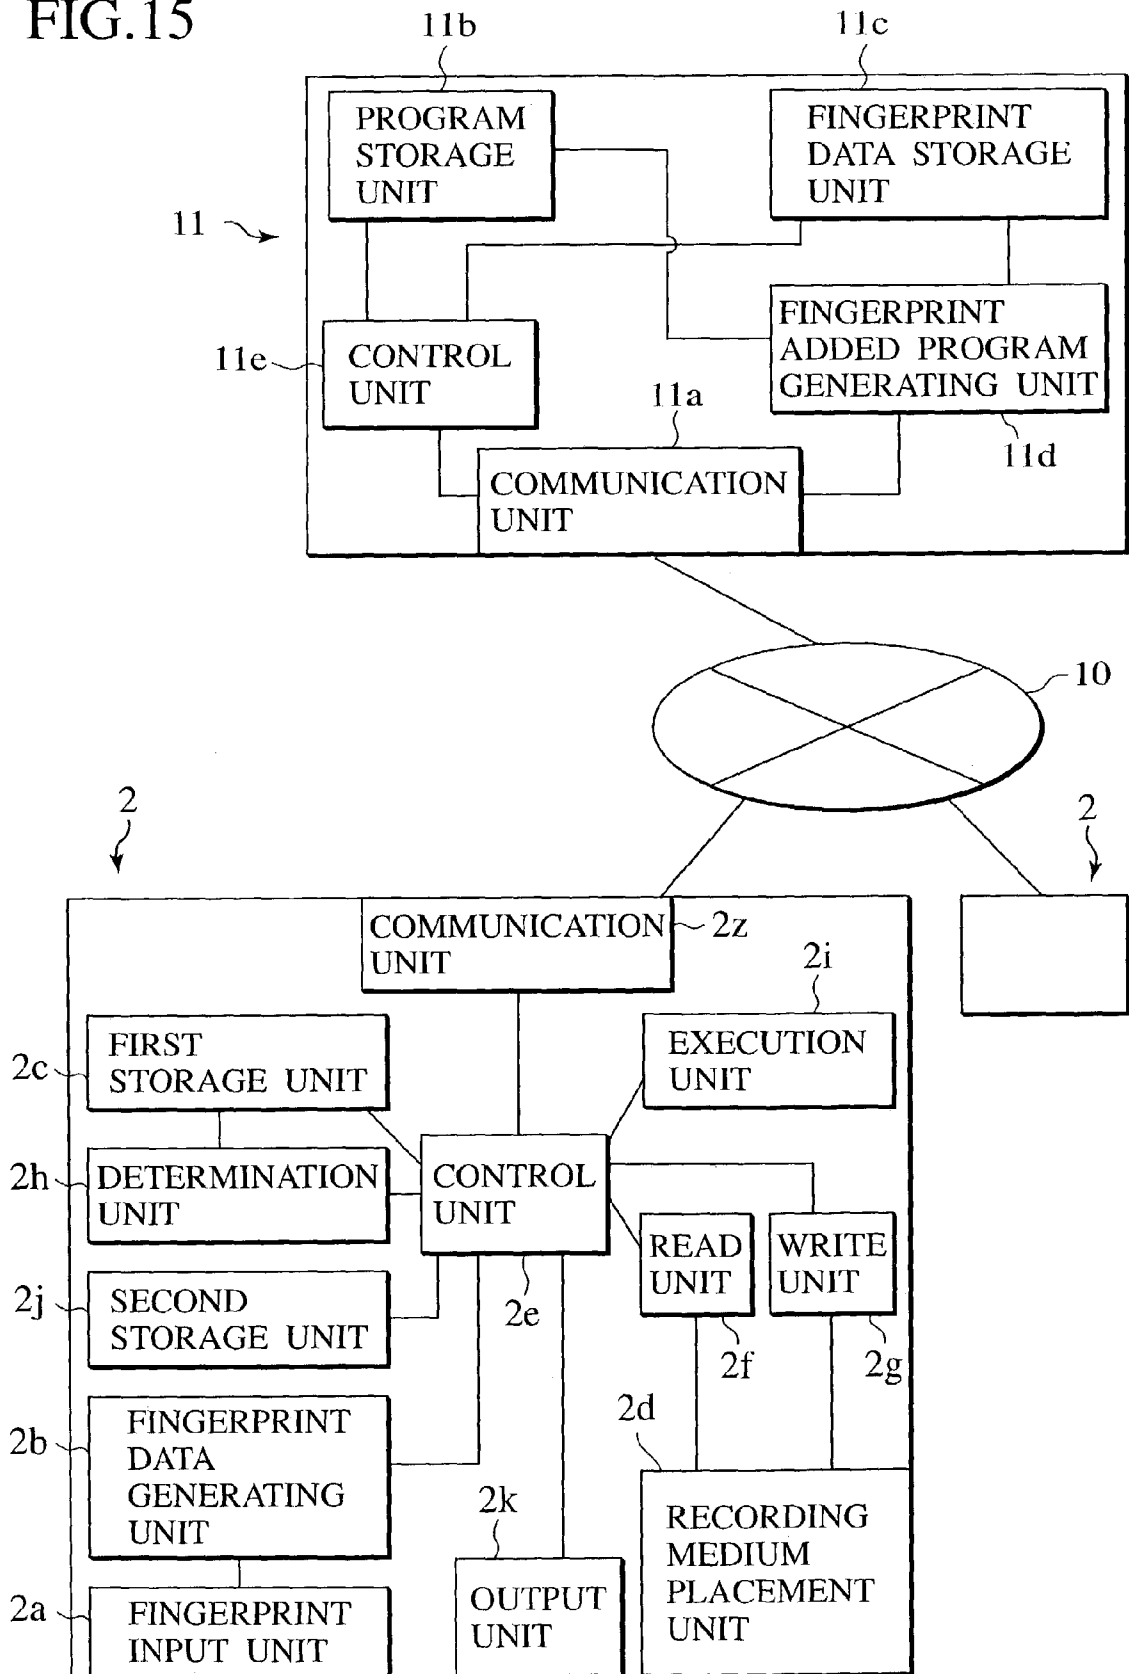 FIG.15
11b
11c
PROGRAM
STORAGE
UNIT
FINGERPRINT
DATA STORAGE
UNIT
11
11e
CONTROL
UNIT
FINGERPRINT
ADDED PROGRAM
GENERATING UNIT
11a
11d
COMMUNICATION
UNIT
10
2
2
COMMUNICATION
UNIT
2z
2i
FIRST
STORAGE UNIT
2c
EXECUTION
UNIT
2h
DETERMINATION
UNIT
CONTROL
UNIT
2e
READ
UNIT
2f
WRITE
UNIT
2g
2j
SECOND
STORAGE UNIT
2b
FINGERPRINT
DATA
GENERATING
UNIT
2k
OUTPUT
UNIT
2d
RECORDING
MEDIUM
PLACEMENT
UNIT
2a
FINGERPRINT
INPUT UNIT